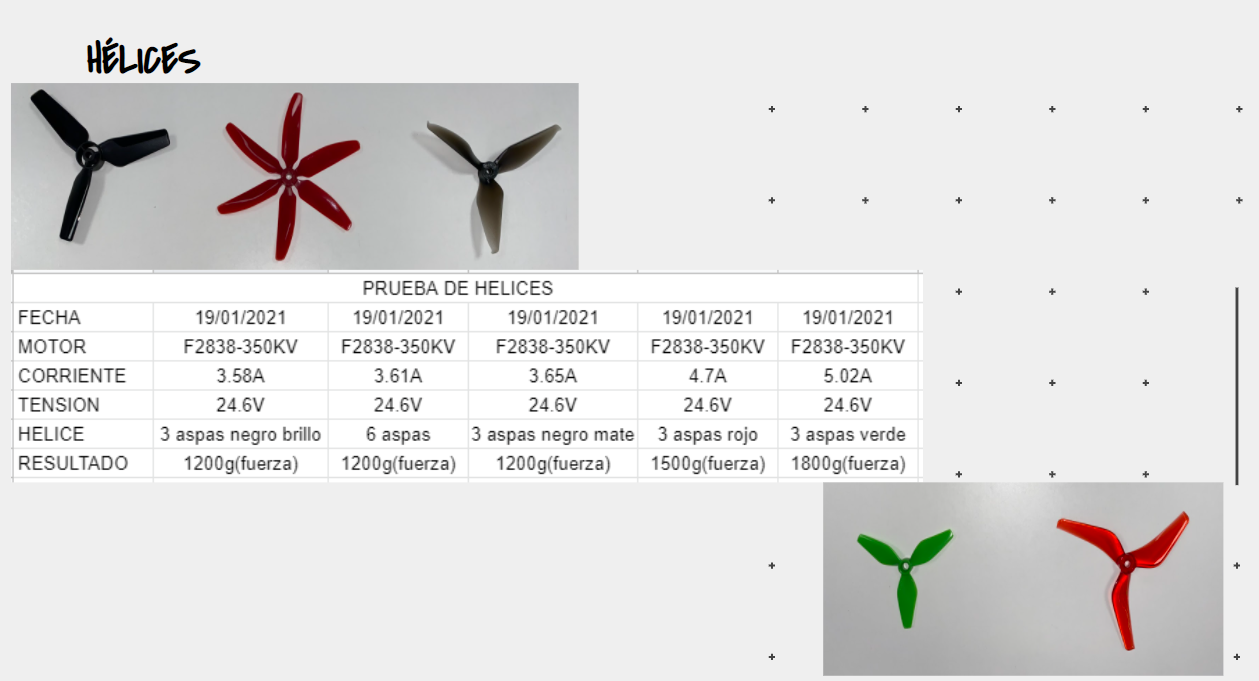 HÉLICES
PRUEBA DE HELICES
FECHA 19/01/2021 19/01/2021 19/01/2021 19/01/2021 19/01/2021
MOTOR F2838-350KV F2838-350KV F2838-350KV F2838-350KV F2838-350KV
CORRIENTE 3.58A 3.61A 3.65A 4.7A 5.02A
TENSION 24.6V 24.6V 24.6V 24.6V 24.6V
HELICE 3 aspas negro brillo 6 aspas 3 aspas negro mate 3 aspas rojo 3 aspas verde
RESULTADO 1200g(fuerza) 1200g(fuerza) 1200g(fuerza) 1500g(fuerza) 1800g(fuerza)